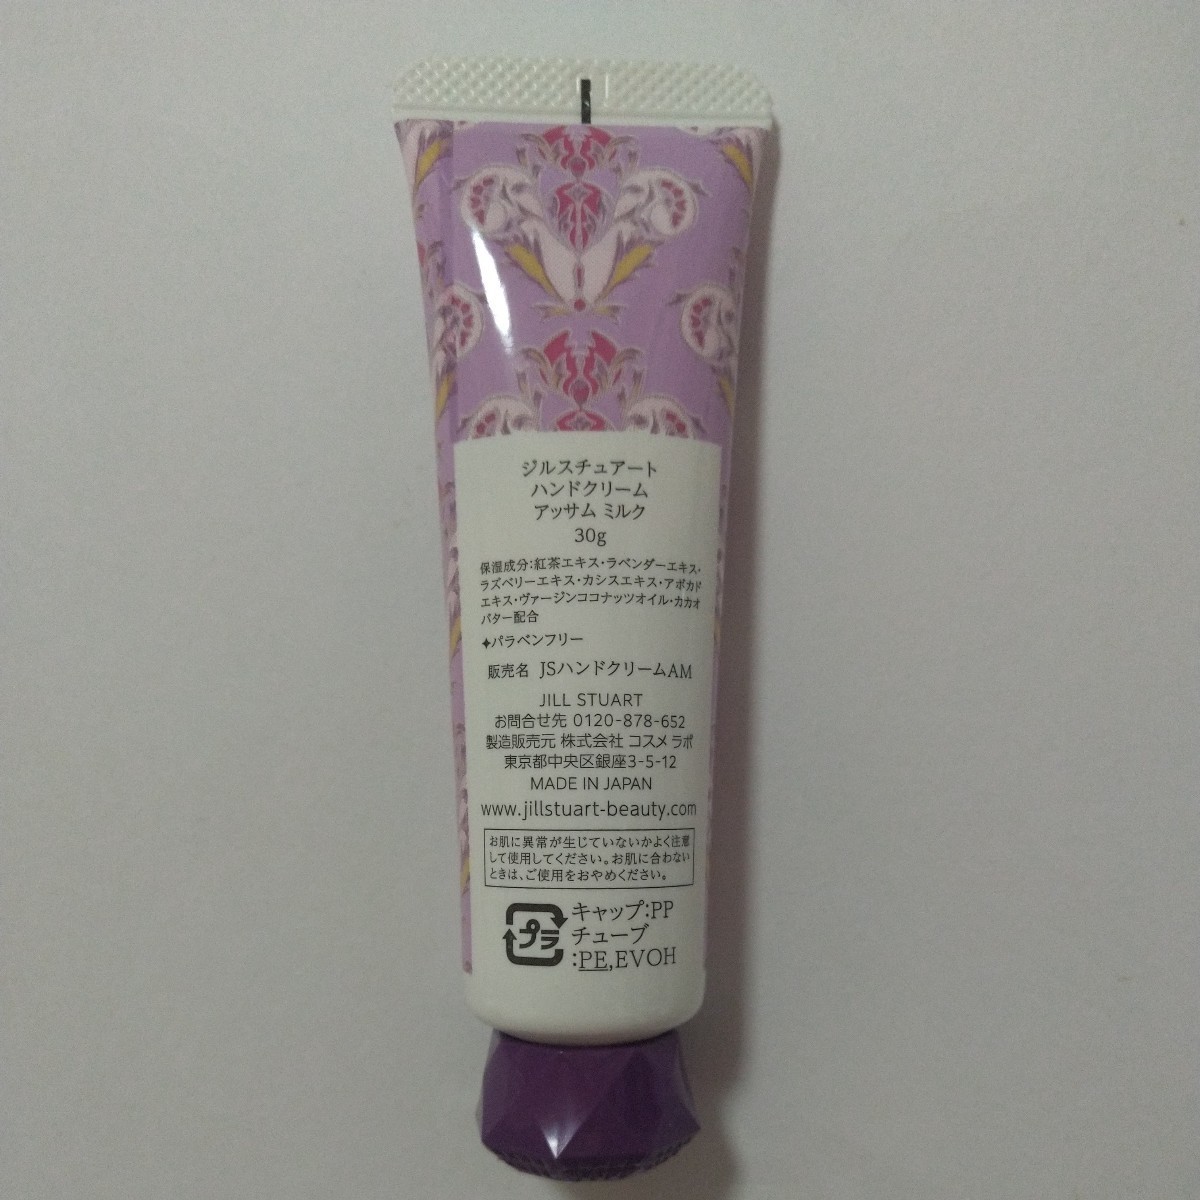 ジルスチュアート
ハンドクリーム
アッサム ミルク
30g
保湿成分:紅茶エキス・ラベンダーエキス・
ラズベリーエキス・カシスエキス・アボカド
エキス・ヴァージンココナッツオイル・カカオ
バター配合
✦パラベンフリー
販売名 JSハンドクリームAM
JILL STUART
お問合せ先 0120-878-652
製造販売元 株式会社 コスメ ラボ
東京都中央区銀座3-5-12
MADE IN JAPAN
www.jillstuart-beauty.com
お肌に異常が生じていないかよく注意
して使用してください。お肌に合わない
ときは、ご使用をおやめください。
プラ
キャップ:PP
チューブ
:PE,EVOH